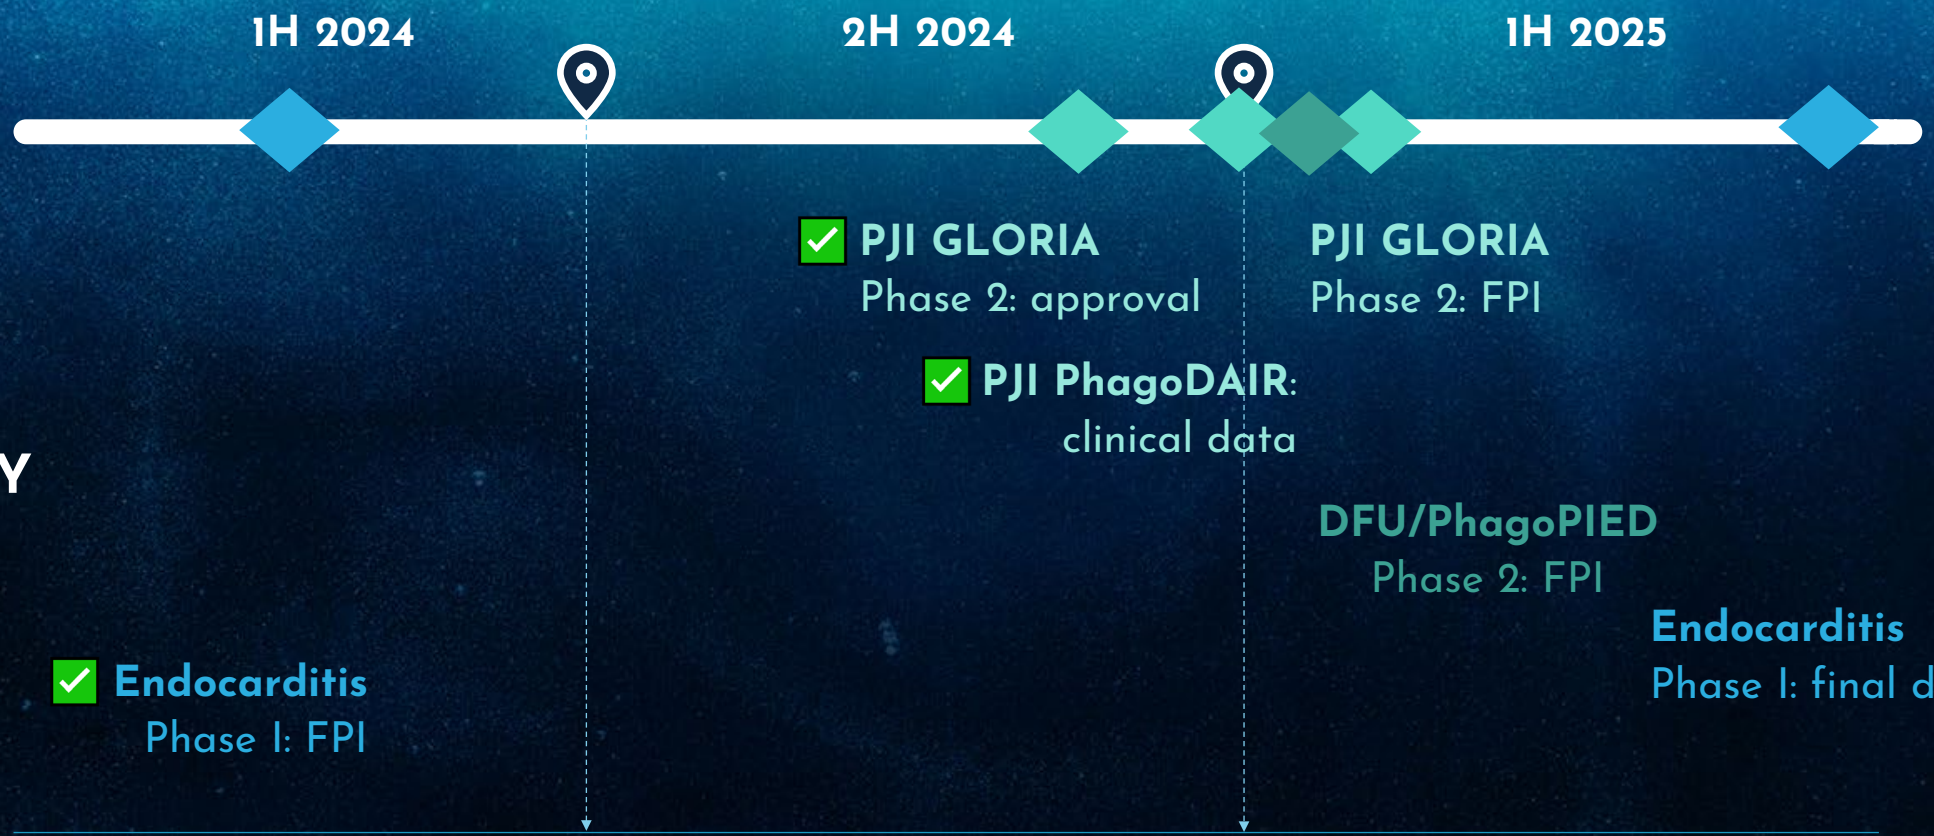 1H 2024
2H 2024
1H 2025
PJI GLORIA
Phase 2: approval
PJI GLORIA
Phase 2: FPI
PJI PhagoDAIR:
clinical data
Y
DFU/PhagoPIED
Phase 2: FPI
Endocarditis
Phase I: final d
Endocarditis
Phase I: FPI